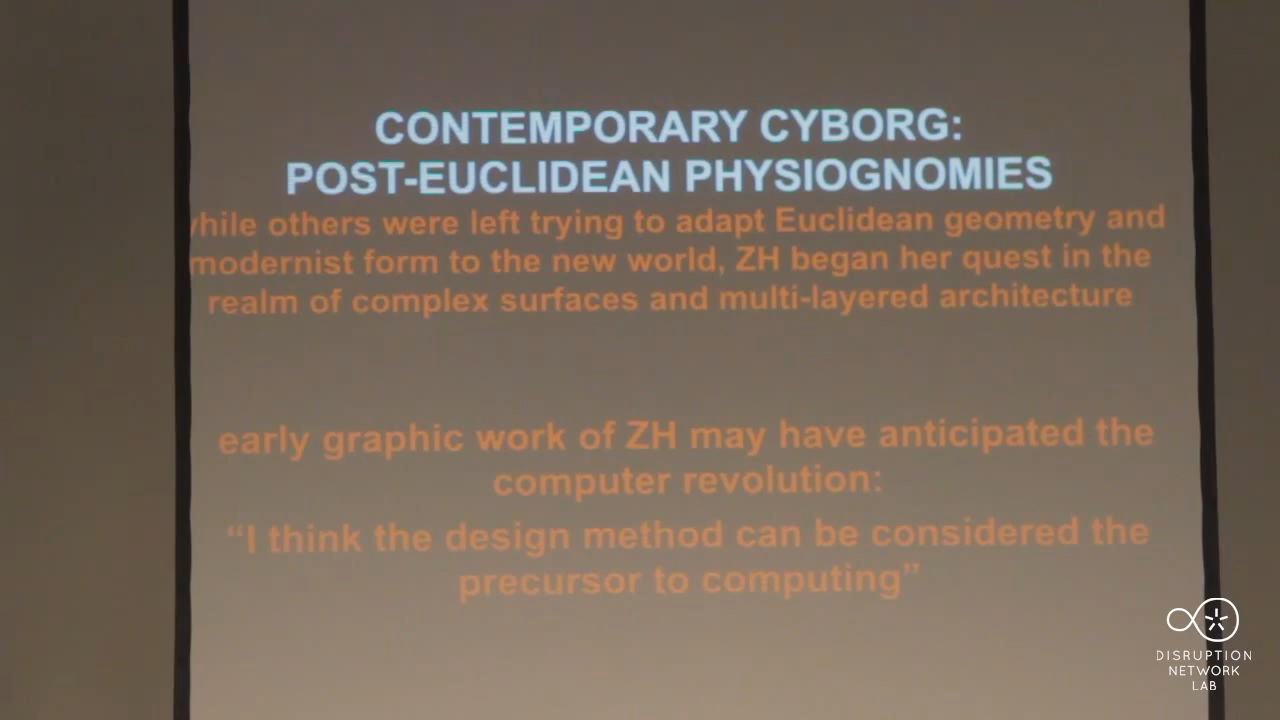 CONTEMPORARY CYBORG:
POST-EUCLIDEAN PHYSIOGNOMIES
while others were left trying to adapt Euclidean geometry and
modernist form to the new world, ZH began her quest in the
realm of complex surfaces and multi-layered architecture
early graphic work of ZH may have anticipated the
computer revolution:
“I think the design method can be considered the
precursor to computing”
DISRUPTION
NETWORK
LAB